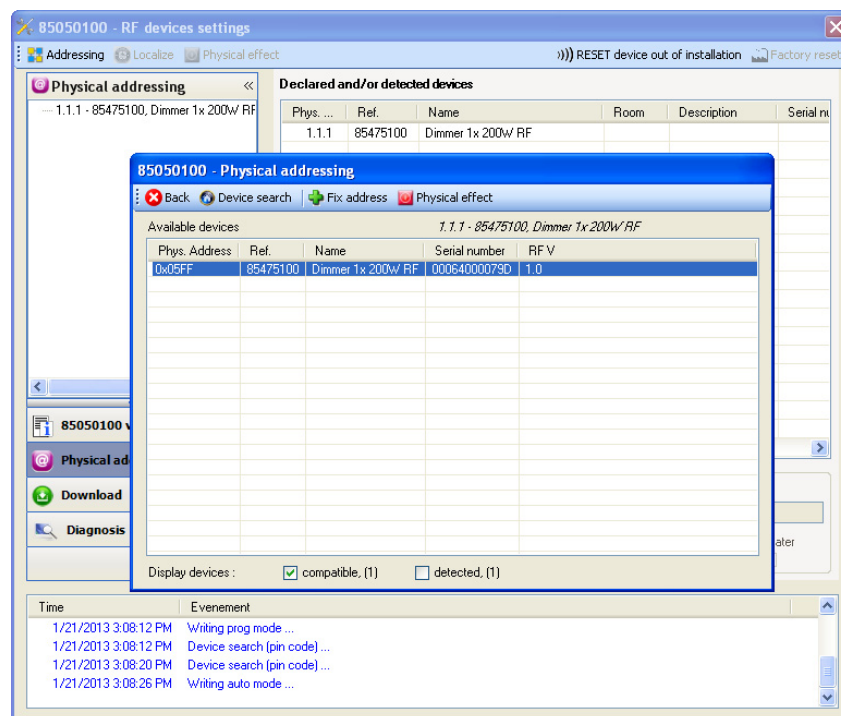 85050100 - RF devices settings
Addressing Localize Physical effect ))) RESET device out of installation Factory reset
Physical addressing «
1.1.1 - 85475100, Dimmer 1x 200W RF
Declared and/or detected devices
Phys. ... Ref. Name Room Description Serial nu
1.1.1 85475100 Dimmer 1x 200W RF
85050100 - Physical addressing
Back Device search Fix address Physical effect
Available devices 1.1.1 - 85475100, Dimmer 1x 200W RF
Phys. Address Ref. Name Serial number RF V
0x05FF 85475100 Dimmer 1x 200W RF 00064000079D 1.0
85050100 v
Physical ad
Download
Diagnosis
ater
Display devices : compatible, (1) detected, (1)
Time Evenement
1/21/2013 3:08:12 PM Writing prog mode ...
1/21/2013 3:08:12 PM Device search (pin code) ...
1/21/2013 3:08:20 PM Device search (pin code) ...
1/21/2013 3:08:26 PM Writing auto mode ...